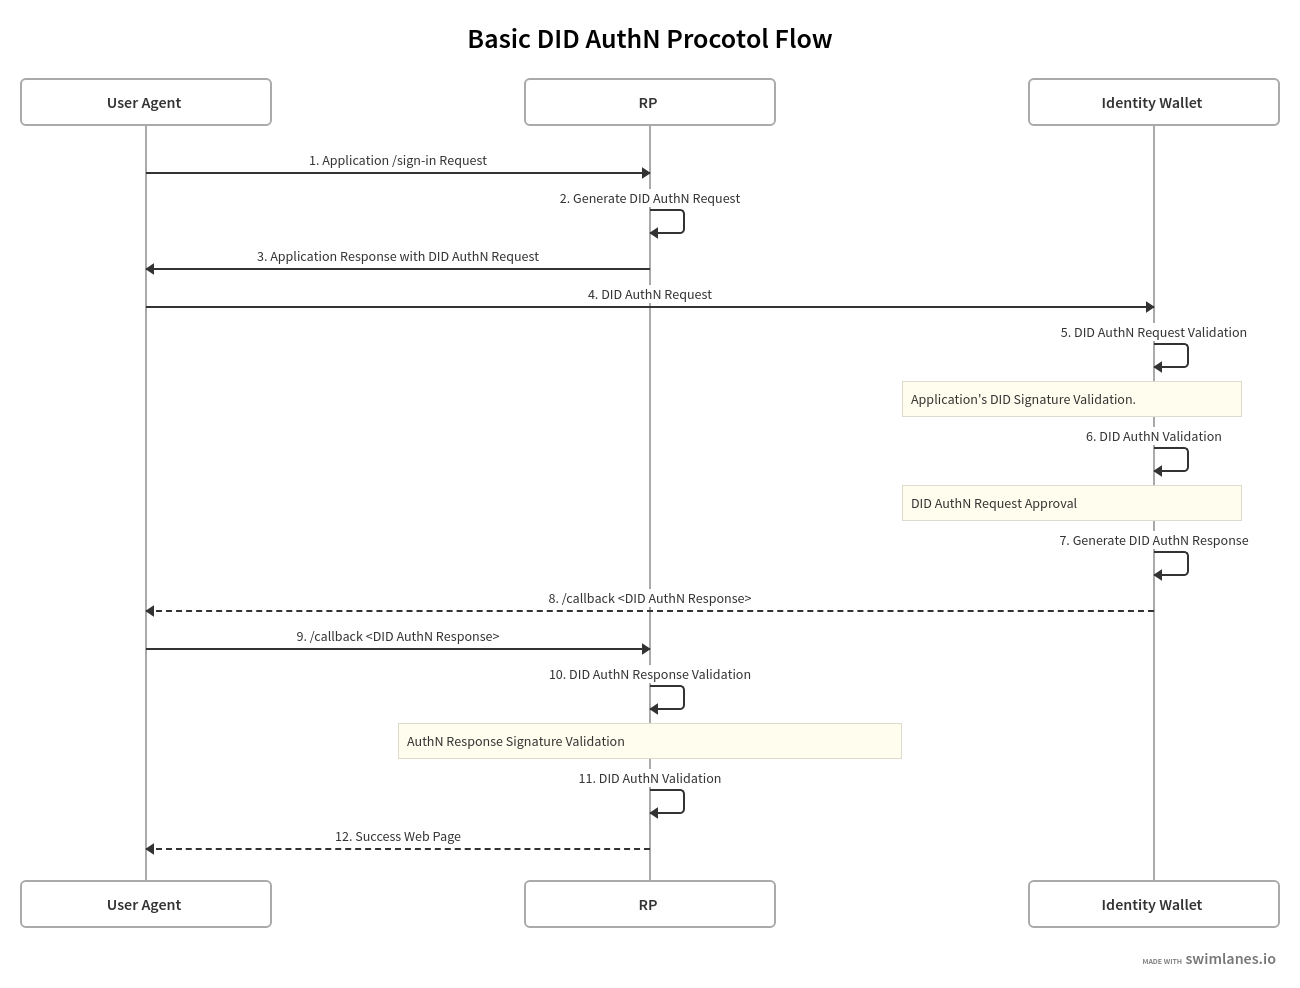 Basic DID AuthN Procotol Flow
User Agent
RP
Identity Wallet
1. Application /sign-in Request
2. Generate DID AuthN Request
3. Application Response with DID AuthN Request
4. DID AuthN Request
5. DID AuthN Request Validation
Application's DID Signature Validation.
6. DID AuthN Validation
DID AuthN Request Approval
7. Generate DID AuthN Response
8. /callback <DID AuthN Response>
9. /callback <DID AuthN Response>
10. DID AuthN Response Validation
AuthN Response Signature Validation
11. DID AuthN Validation
12. Success Web Page
User Agent
RP
Identity Wallet
MADE WITH swimlanes.io